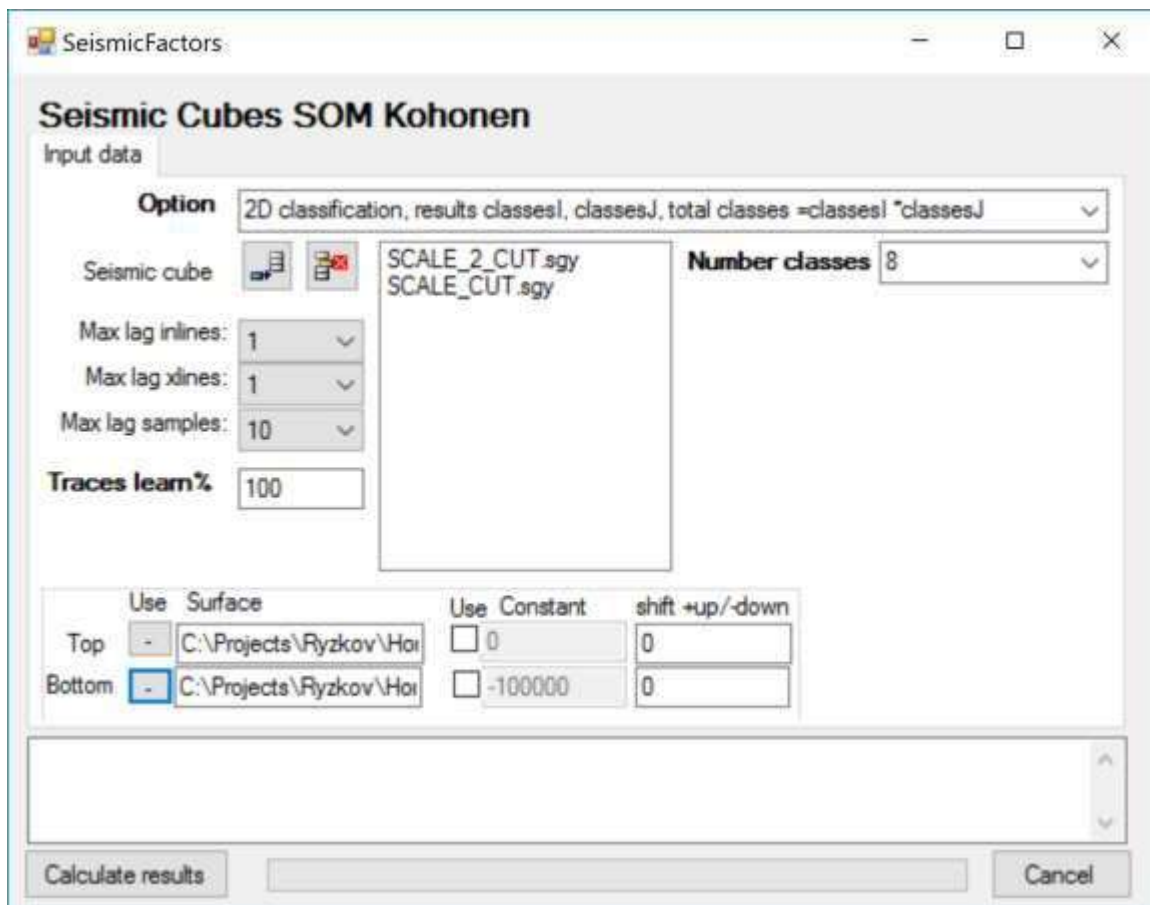 SeismicFactors
Seismic Cubes SOM Kohonen
Input data
Option 2D classification, results classesI, classesJ, total classes =classesI *classesJ
Seismic cube SCALE_2_CUT.sgy Number classes 8
SCALE_CUT.sgy
Max lag inlines: 1
Max lag xlines: 1
Max lag samples: 10
Traces learn% 100
Use Surface Use Constant shift +up/-down
Top - C:\Projects\Ryzkov\Hor 0 0
Bottom - C:\Projects\Ryzkov\Hor -100000 0
Calculate results Cancel